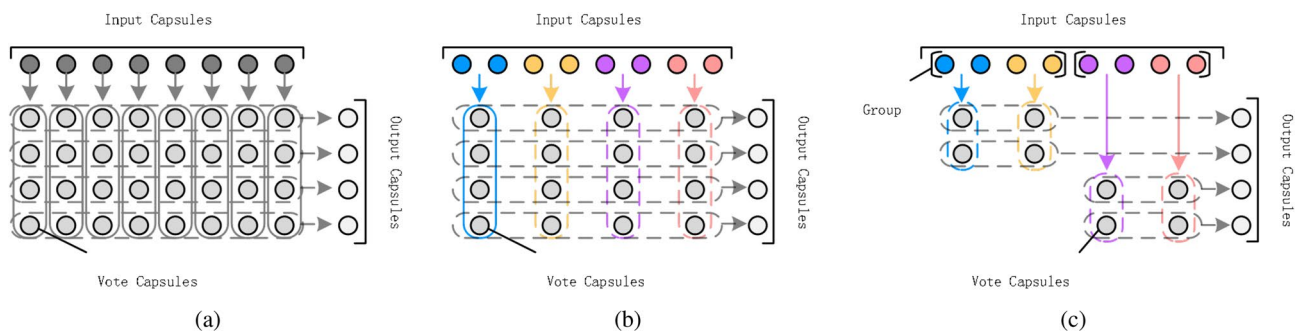 Input Capsules
Output Capsules
Vote Capsules
(a)
Input Capsules
Output Capsules
Vote Capsules
(b)
Input Capsules
Group
Output Capsules
Vote Capsules
(c)